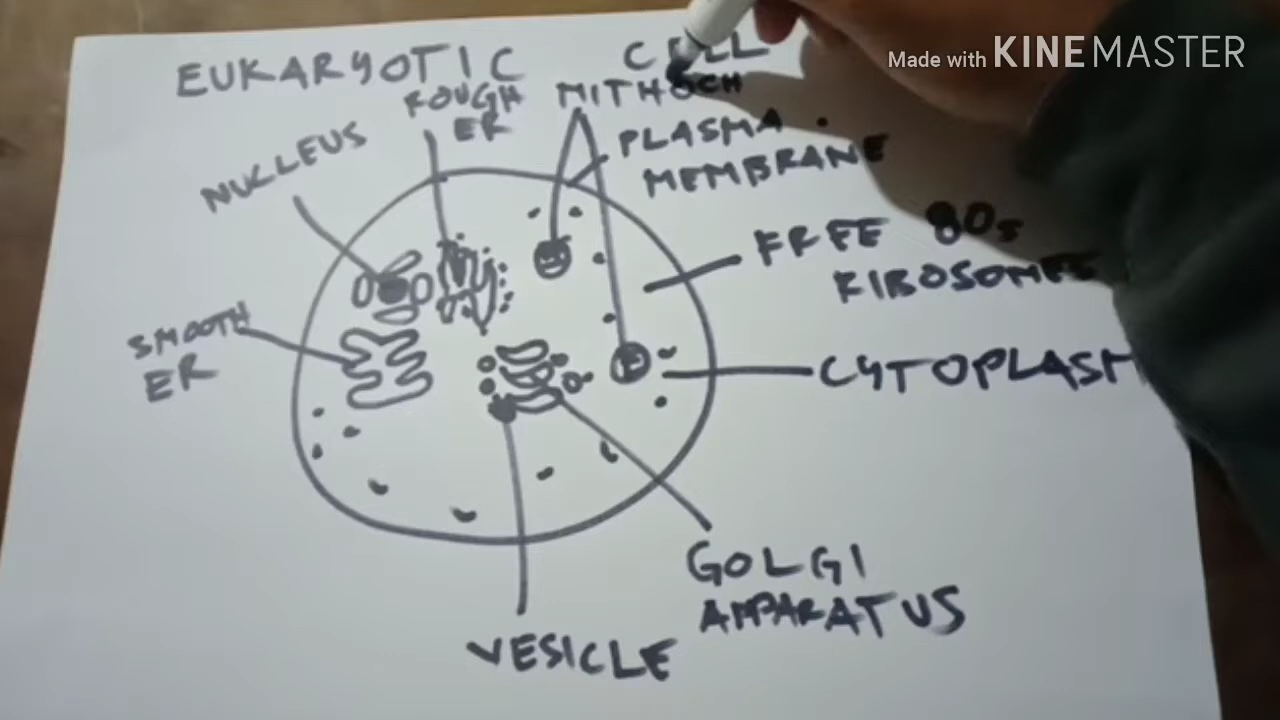 Made with KINEMASTER
EUKARYOTIC CELL
ROUGH
ER
MITHOCH
PLASMA
MEMBRANE
NUCLEUS
FREE 80s
RIBOSOMES
SMOOTH
ER
CYTOPLASM
GOLGI
APPARATUS
VESICLE